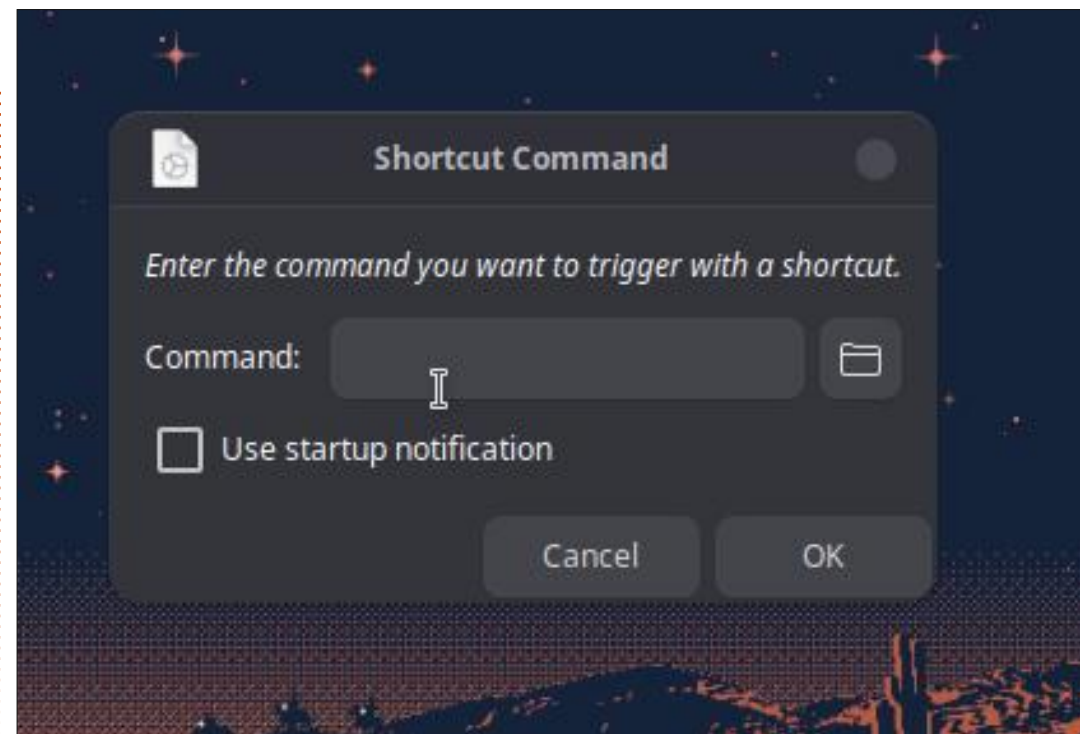 Shortcut Command
Enter the command you want to trigger with a shortcut.
Command:
Use startup notification
Cancel OK